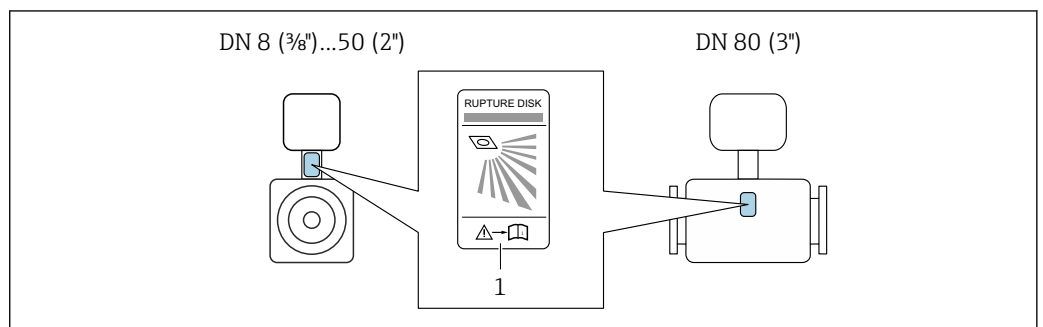 DN 8 (⅜")...50 (2")
DN 80 (3")
RUPTURE DISK
i
1